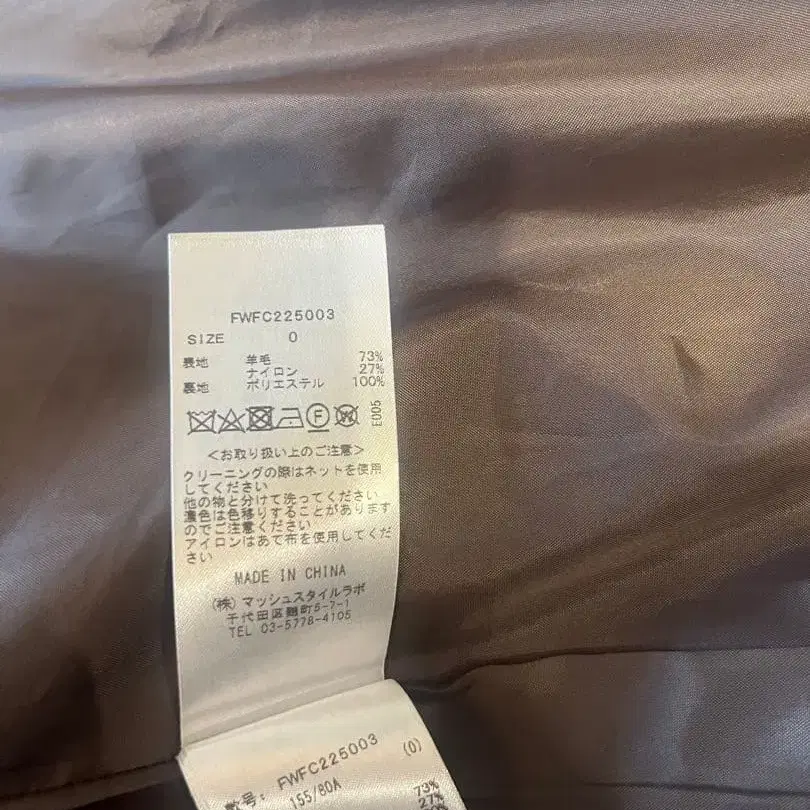 FWFC225003
SIZE 0
表地 羊毛 73%
ナイロン 27%
裏地 ポリエステル 100%
F W E005
<お取り扱い上のご注意>
クリーニングの際はネットを使用
してください
他の物と分けて洗ってください
濃色は色移りすることがあります
のでご注意ください
アイロンはあて布を使用してくだ
さい
MADE IN CHINA
(株)マッシュスタイルラボ
千代田区麹町5-7-1
TEL 03-5778-4105
FWFC225003 (0)
号: 155/80A
73%
27%